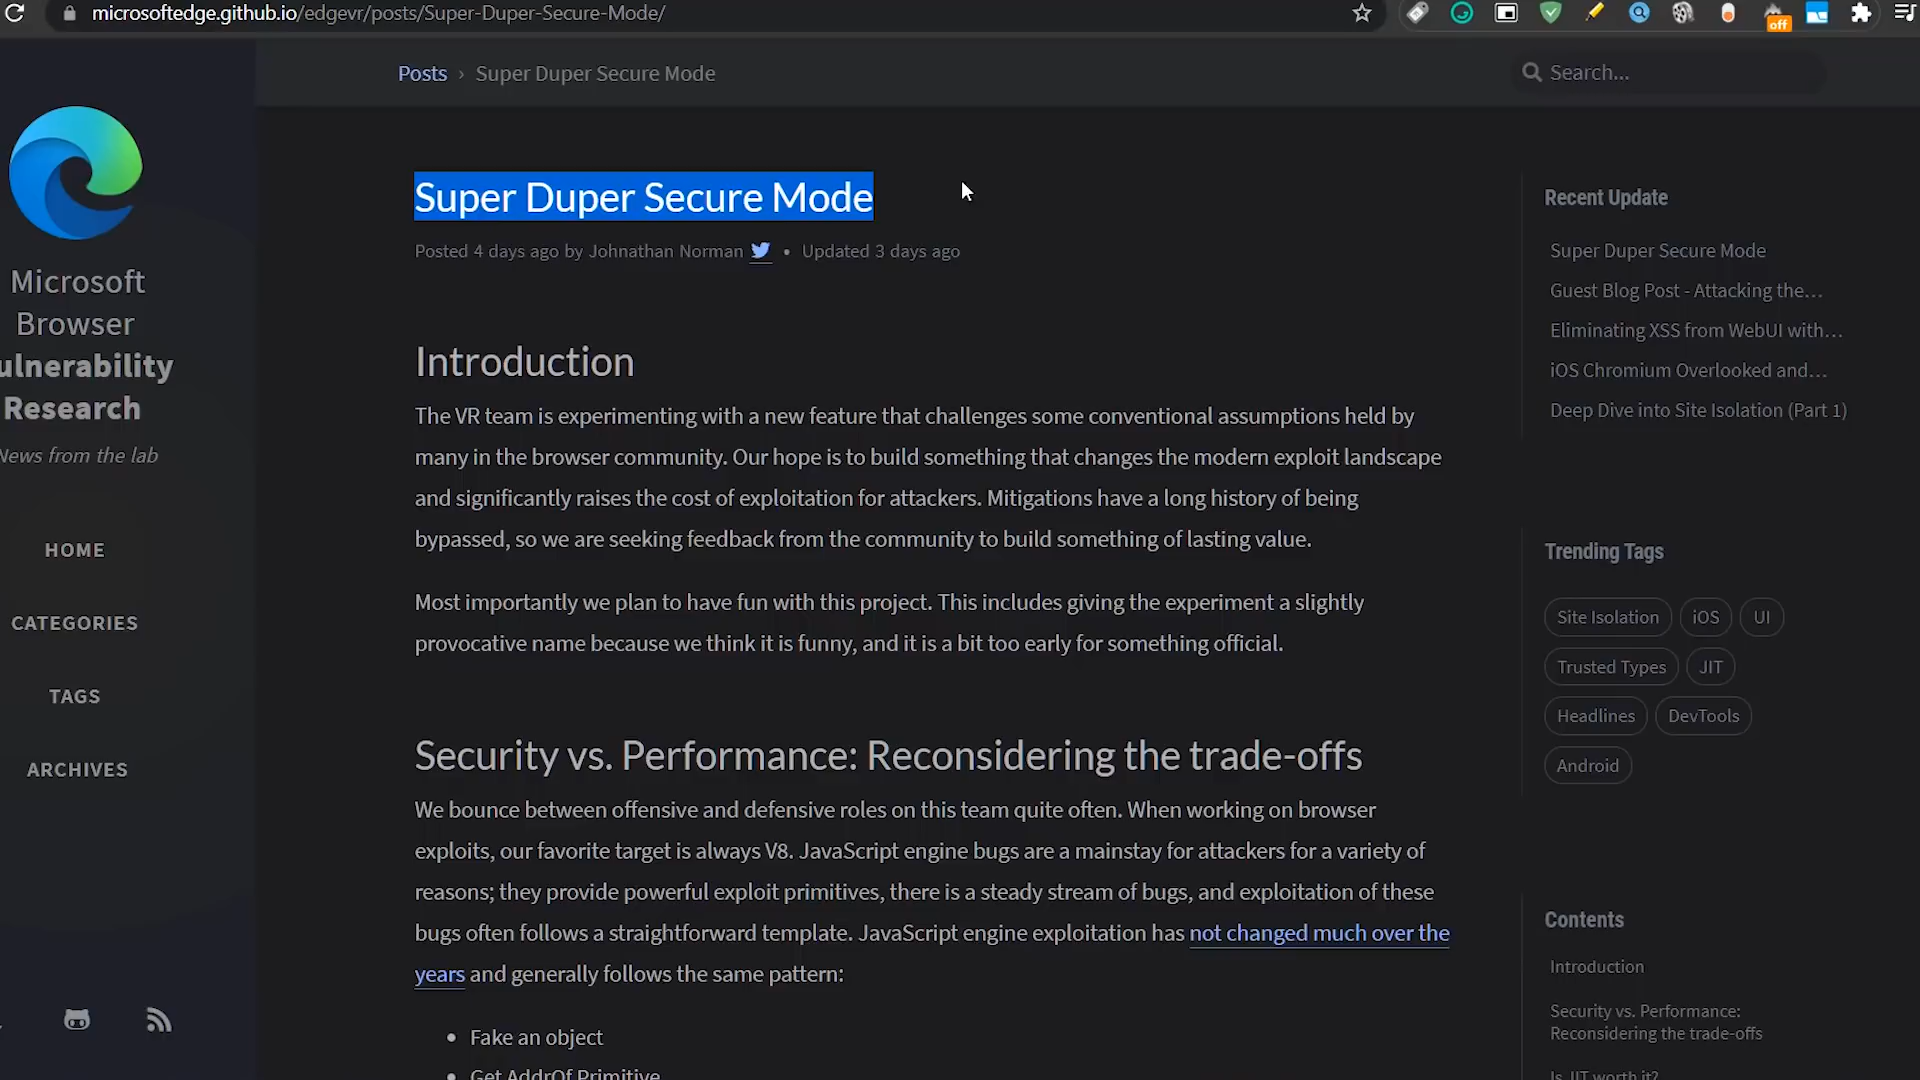 microsoftedge.github.io/edgevr/posts/Super-Duper-Secure-Mode/
off
Posts › Super Duper Secure Mode
Search...
Microsoft
Browser
ulnerability
Research
News from the lab
HOME
CATEGORIES
TAGS
ARCHIVES
Super Duper Secure Mode
Posted 4 days ago by Johnathan Norman • Updated 3 days ago
Introduction
The VR team is experimenting with a new feature that challenges some conventional assumptions held by
many in the browser community. Our hope is to build something that changes the modern exploit landscape
and significantly raises the cost of exploitation for attackers. Mitigations have a long history of being
bypassed, so we are seeking feedback from the community to build something of lasting value.
Most importantly we plan to have fun with this project. This includes giving the experiment a slightly
provocative name because we think it is funny, and it is a bit too early for something official.
Security vs. Performance: Reconsidering the trade-offs
We bounce between offensive and defensive roles on this team quite often. When working on browser
exploits, our favorite target is always V8. JavaScript engine bugs are a mainstay for attackers for a variety of
reasons; they provide powerful exploit primitives, there is a steady stream of bugs, and exploitation of these
bugs often follows a straightforward template. JavaScript engine exploitation has not changed much over the
years and generally follows the same pattern:
• Fake an object
• Get AddrOf Primitive
Recent Update
Super Duper Secure Mode
Guest Blog Post - Attacking the...
Eliminating XSS from WebUI with...
iOS Chromium Overlooked and...
Deep Dive into Site Isolation (Part 1)
Trending Tags
Site Isolation
iOS
UI
Trusted Types
JIT
Headlines
DevTools
Android
Contents
Introduction
Security vs. Performance:
Reconsidering the trade-offs
Is JIT worth it?